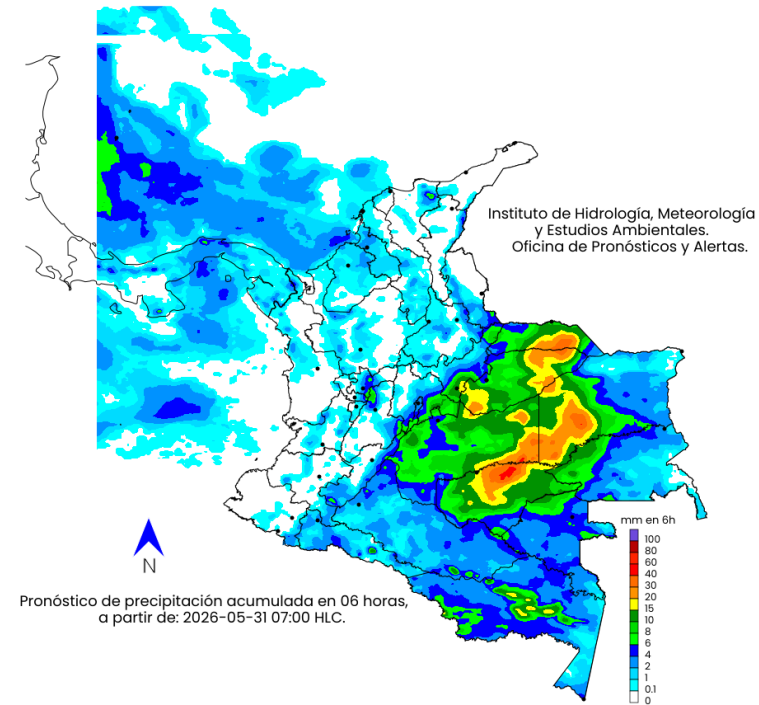 Instituto de Hidrología, Meteorología
y Estudios Ambientales.
Oficina de Pronósticos y Alertas.
mm en 6h
100
80
60
40
30
20
15
10
8
6
4
2
1
0.1
0
N
Pronóstico de precipitación acumulada en 06 horas,
a partir de: 2026-05-31 07:00 HLC.